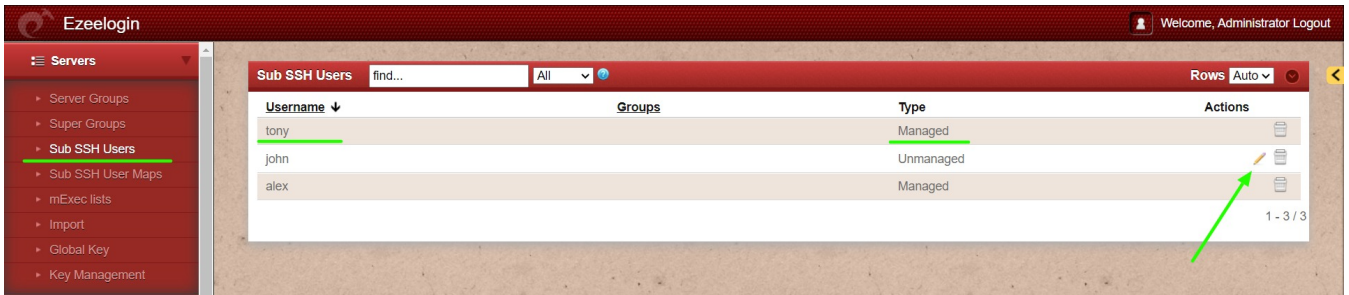 Ezeelogin
Welcome, Administrator Logout
Servers
Server Groups
Super Groups
Sub SSH Users
Sub SSH User Maps
mExec lists
Import
Global Key
Key Management
Sub SSH Users find... All Rows Auto
Username Groups Type Actions
tony Managed
john Unmanaged
alex Managed
1 - 3 / 3